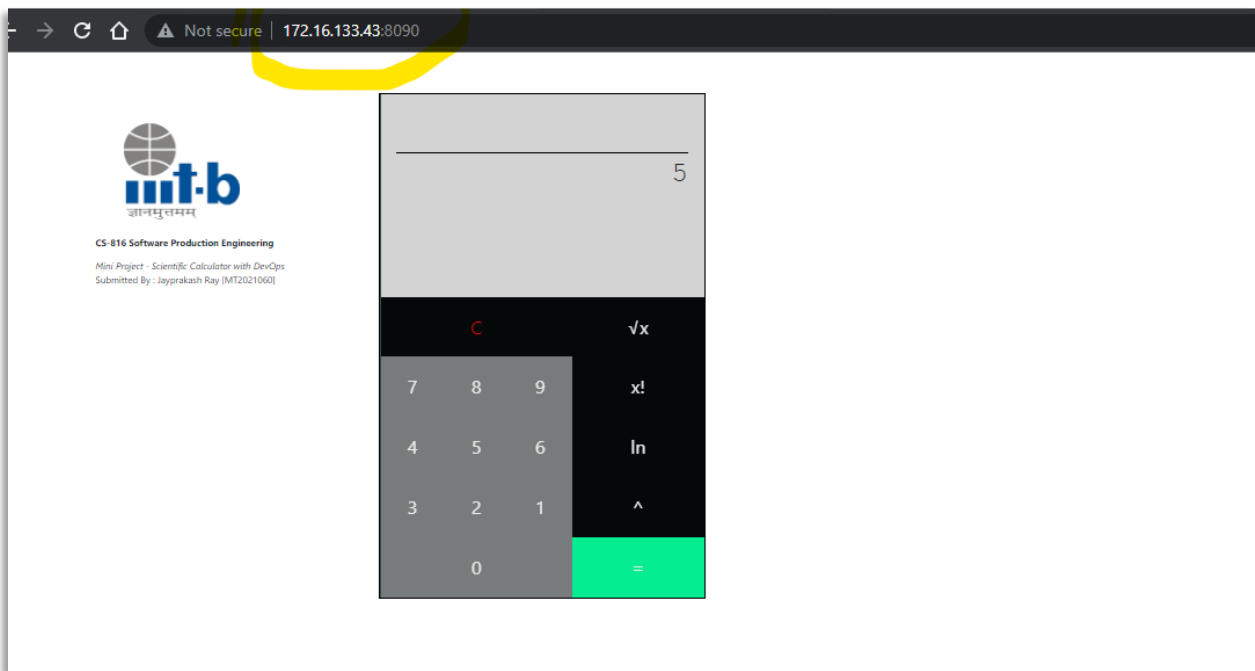 Not secure | 172.16.133.43:8090
iiit-b
ज्ञानमुत्तमम्
CS-816 Software Production Engineering
Mini Project - Scientific Calculator with DevOps
Submitted By : Jayprakash Ray [MT2021060]
5
C √x
7 8 9 x!
4 5 6 ln
3 2 1 ^
0 =